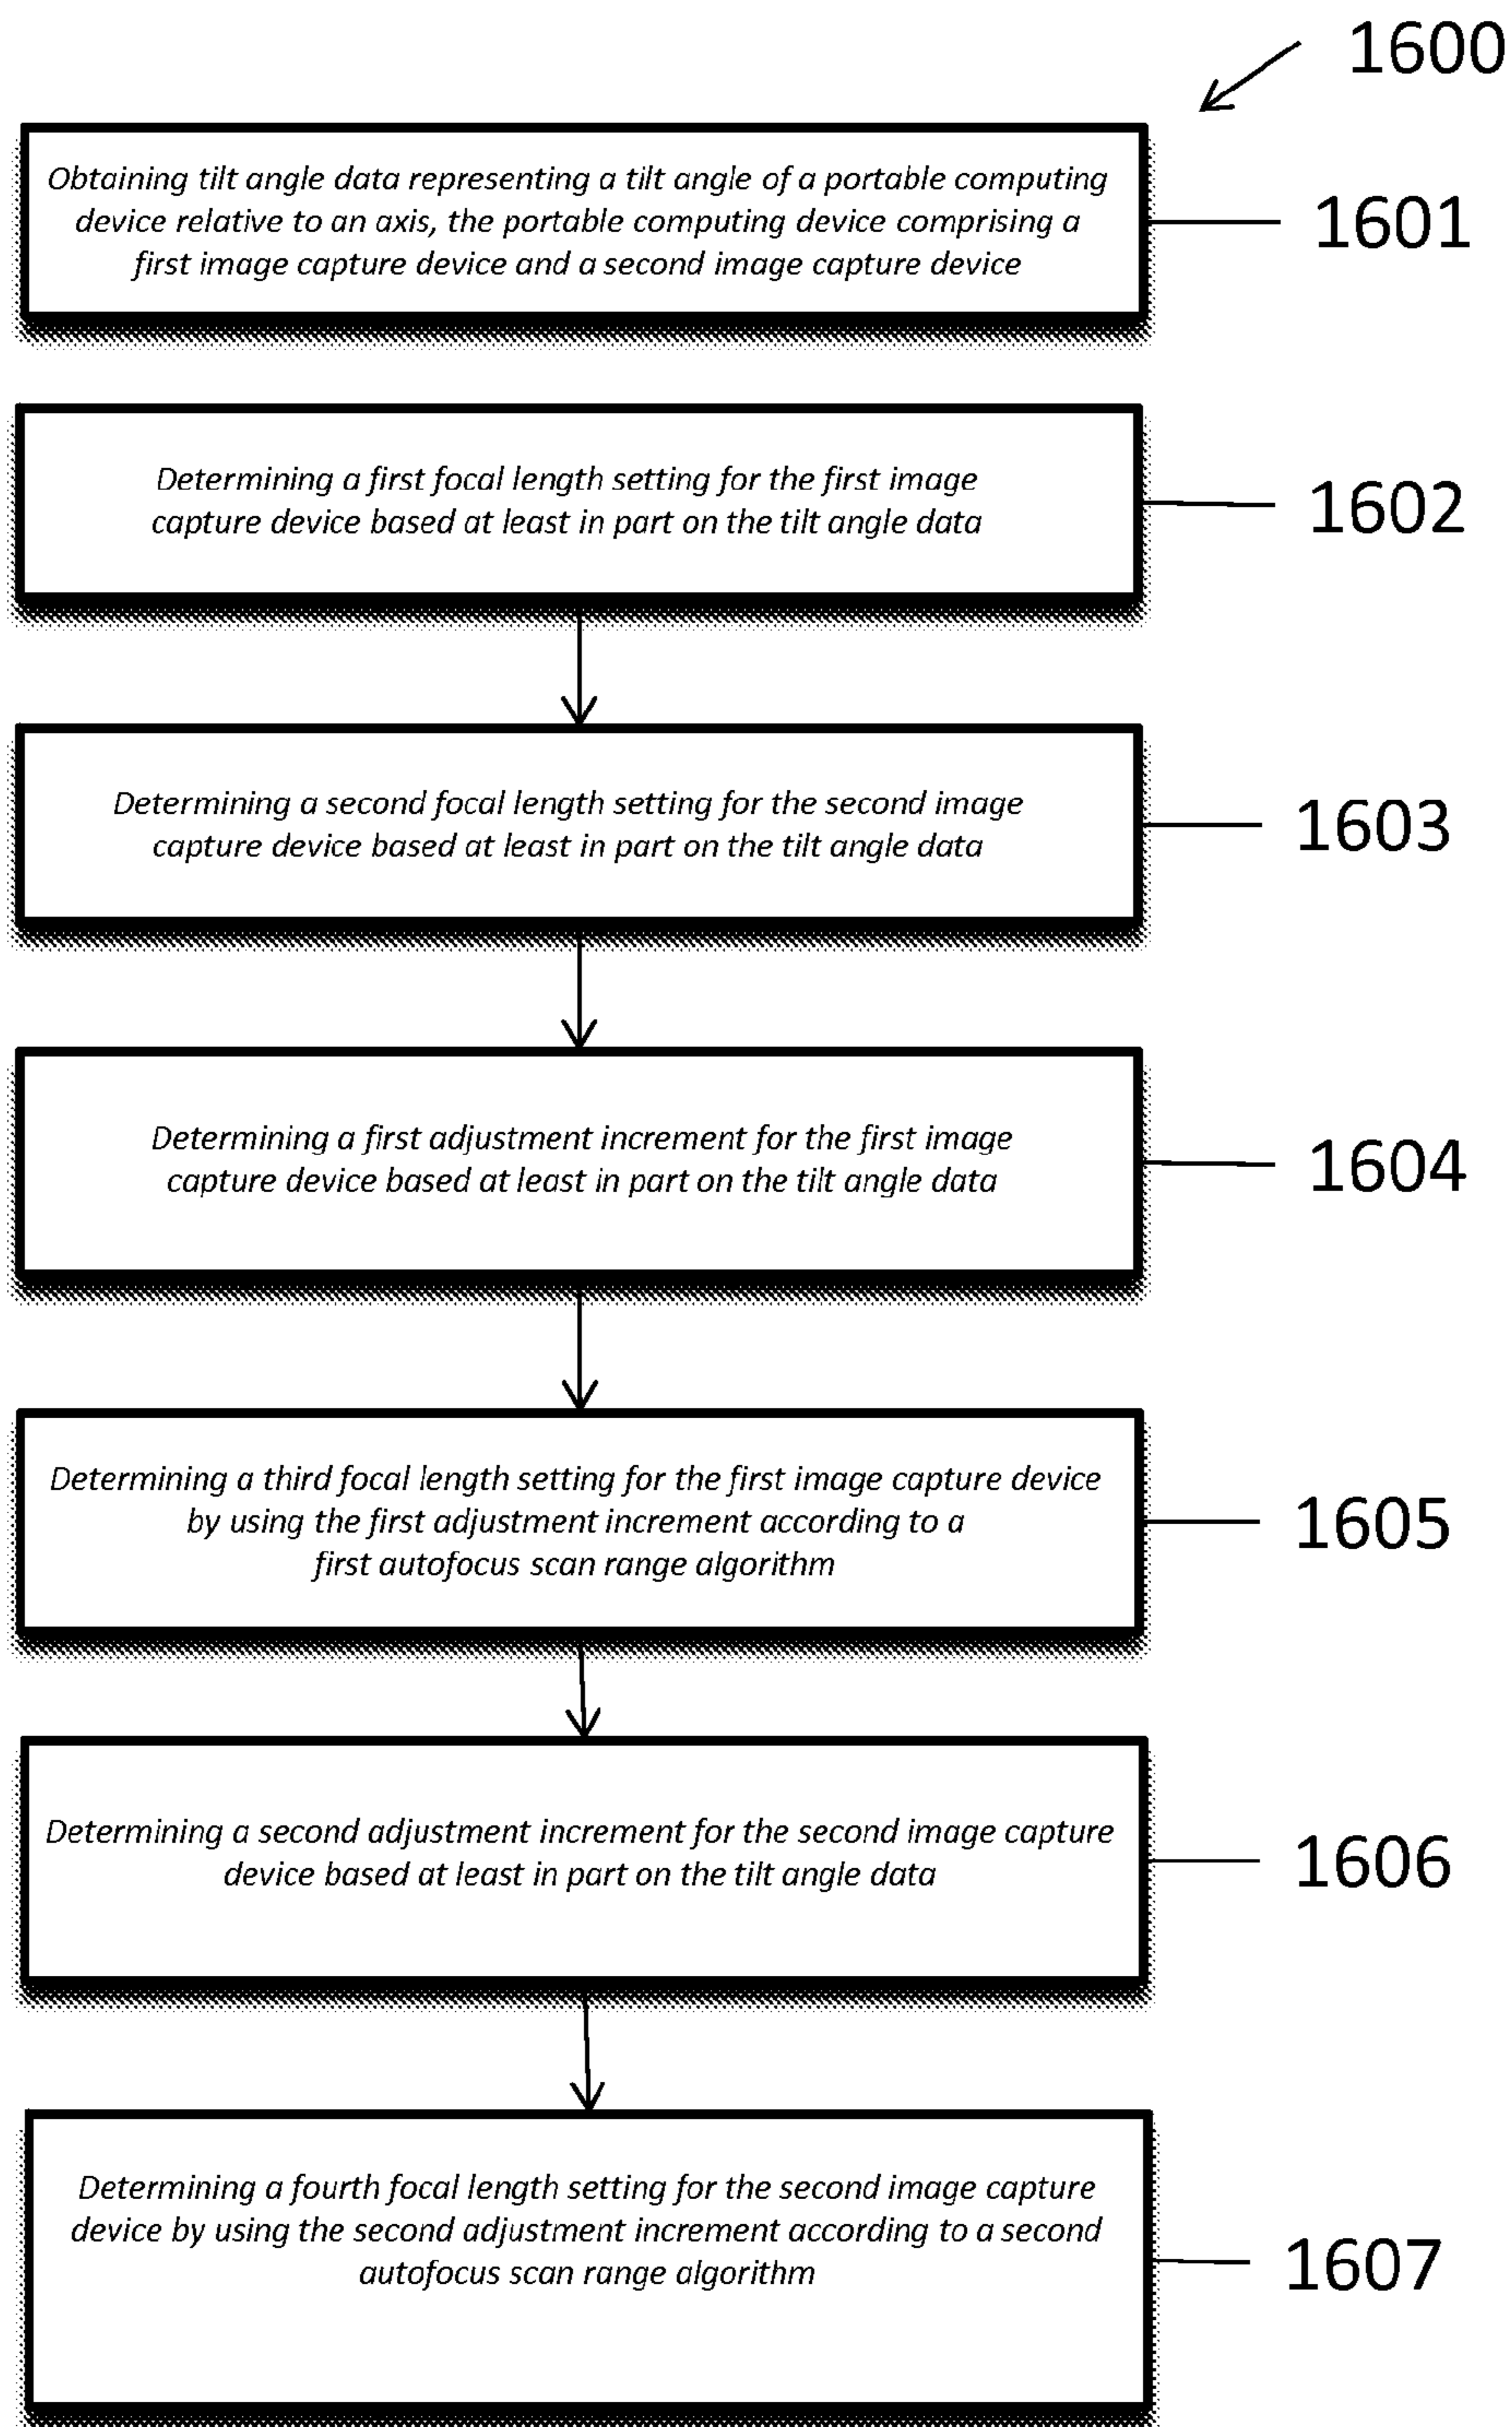 1600
Obtaining tilt angle data representing a tilt angle of a portable computing
device relative to an axis, the portable computing device comprising a
first image capture device and a second image capture device
1601
Determining a first focal length setting for the first image
capture device based at least in part on the tilt angle data
1602
Determining a second focal length setting for the second image
capture device based at least in part on the tilt angle data
1603
Determining a first adjustment increment for the first image
capture device based at least in part on the tilt angle data
1604
Determining a third focal length setting for the first image capture device
by using the first adjustment increment according to a
first autofocus scan range algorithm
1605
Determining a second adjustment increment for the second image capture
device based at least in part on the tilt angle data
1606
Determining a fourth focal length setting for the second image capture
device by using the second adjustment increment according to a second
autofocus scan range algorithm
1607